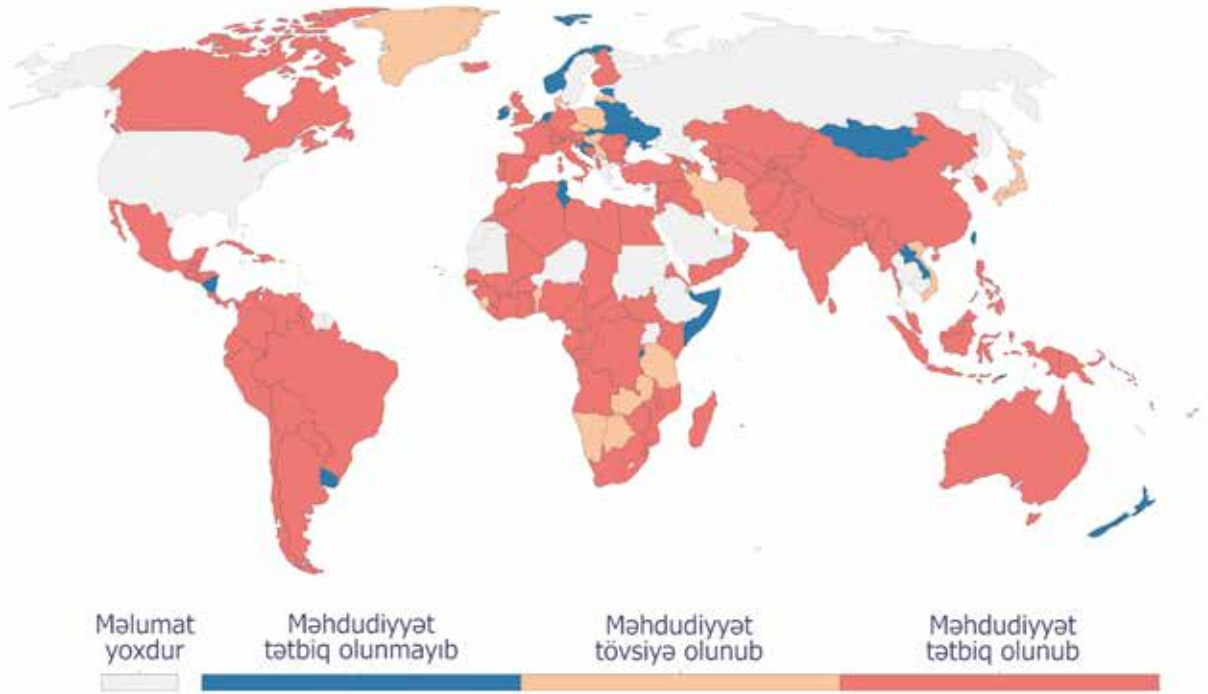 Məlumat
yoxdur
Məhdudiyyət
tətbiq olunmayıb
Məhdudiyyət
tövsiyə olunub
Məhdudiyyət
tətbiq olunub